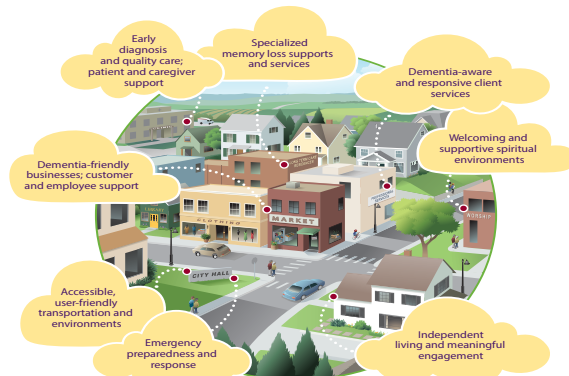 Early
diagnosis
and quality care;
patient and caregiver
support
Specialized
memory loss supports
and services
Dementia-aware
and responsive client
services
Welcoming and
supportive spiritual
environments
Dementia-friendly
businesses; customer
and employee support
CLOTHING
MARKET
WORSHIP
CITY HALL
Accessible,
user-friendly
transportation and
environments
Emergency
preparedness and
response
Independent
living and meaningful
engagement